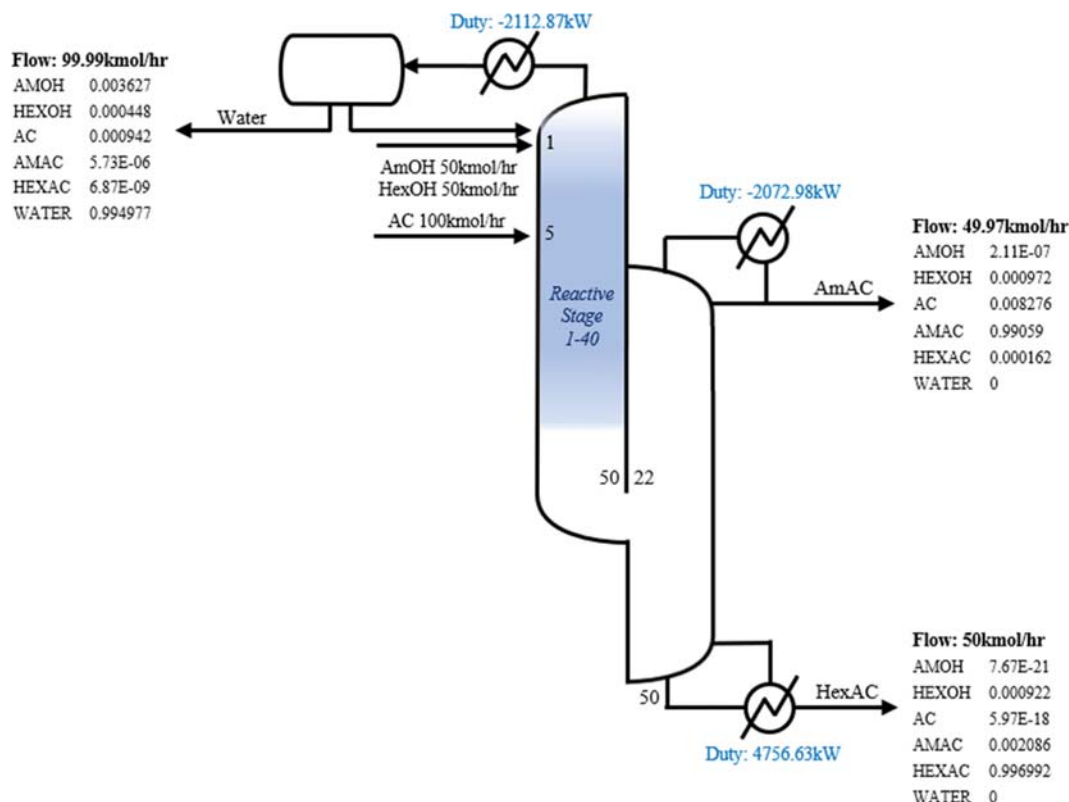 Duty: -2112.87kW
Flow: 99.99kmol/hr
AMOH 0.003627
HEXOH 0.000448
AC 0.000942
AMAC 5.73E-06
HEXAC 6.87E-09
WATER 0.994977
Water
1
AmOH 50kmol/hr
HexOH 50kmol/hr
AC 100kmol/hr
5
Duty: -2072.98kW
Flow: 49.97kmol/hr
AMOH 2.11E-07
HEXOH 0.000972
AC 0.008276
AMAC 0.99059
HEXAC 0.000162
WATER 0
AmAC
Reactive
Stage
1-40
50 22
Flow: 50kmol/hr
AMOH 7.67E-21
HEXOH 0.000922
AC 5.97E-18
AMAC 0.002086
HEXAC 0.996992
WATER 0
50
HexAC
Duty: 4756.63kW